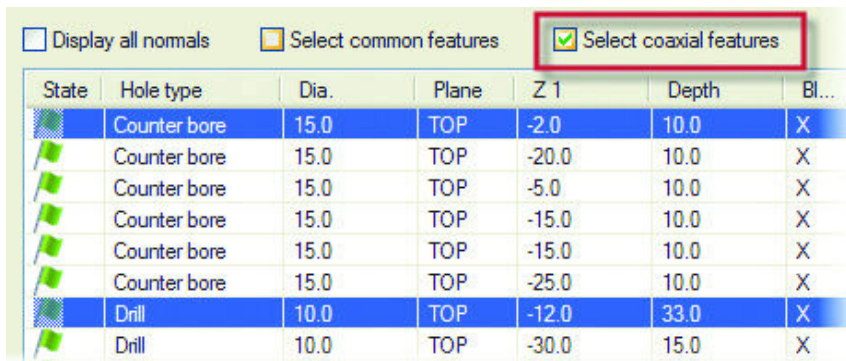 Display all normals Select common features Select coaxial features
State Hole type Dia. Plane Z 1 Depth Bl...
Counter bore 15.0 TOP -2.0 10.0 X
Counter bore 15.0 TOP -20.0 10.0 X
Counter bore 15.0 TOP -5.0 10.0 X
Counter bore 15.0 TOP -15.0 10.0 X
Counter bore 15.0 TOP -15.0 10.0 X
Counter bore 15.0 TOP -25.0 10.0 X
Drill 10.0 TOP -12.0 33.0 X
Drill 10.0 TOP -30.0 15.0 X